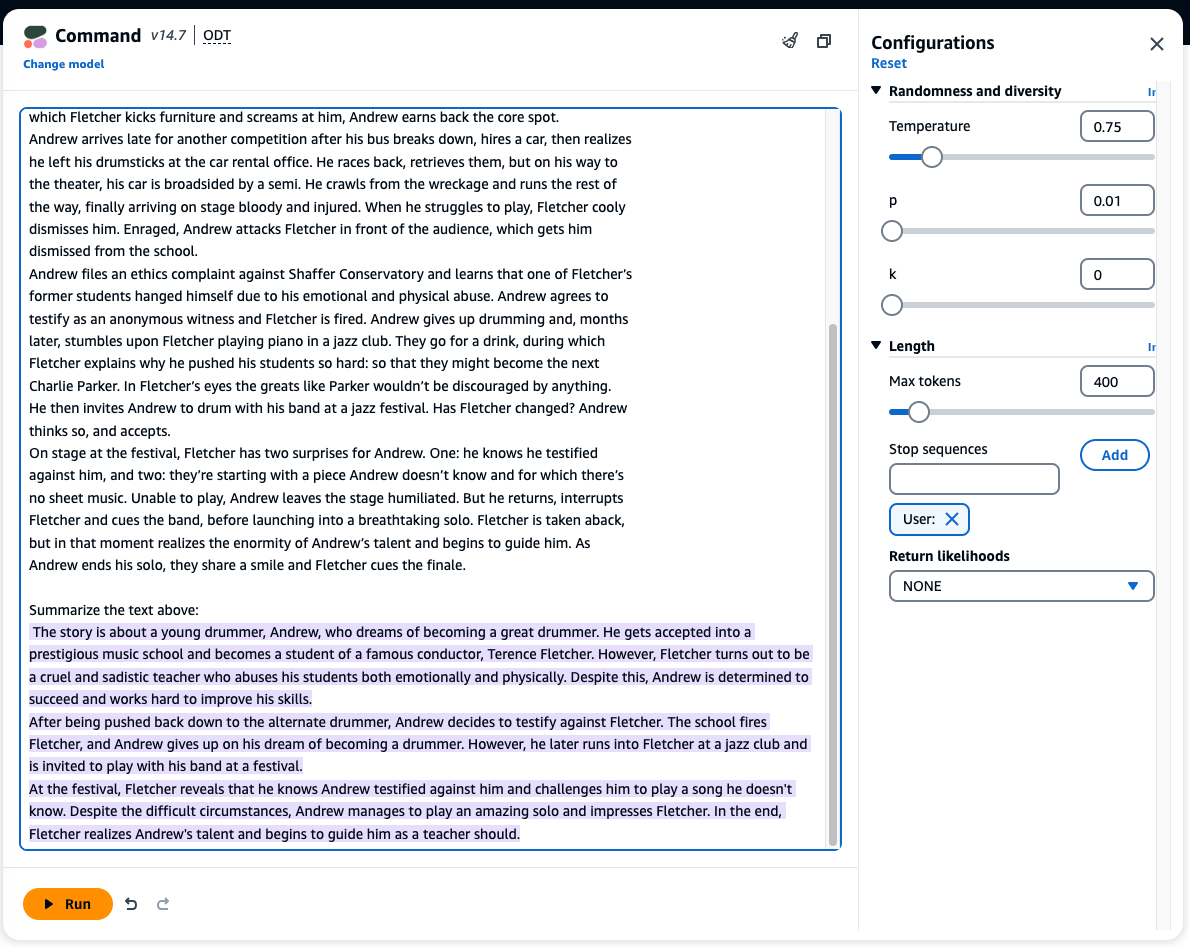 Command v14.7 ODT
Change model
which Fletcher kicks furniture and screams at him, Andrew earns back the core spot.
Andrew arrives late for another competition after his bus breaks down, hires a car, then realizes
he left his drumsticks at the car rental office. He races back, retrieves them, but on his way to
the theater, his car is broadsided by a semi. He crawls from the wreckage and runs the rest of
the way, finally arriving on stage bloody and injured. When he struggles to play, Fletcher cooly
dismisses him. Enraged, Andrew attacks Fletcher in front of the audience, which gets him
dismissed from the school.
Andrew files an ethics complaint against Shaffer Conservatory and learns that one of Fletcher’s
former students hanged himself due to his emotional and physical abuse. Andrew agrees to
testify as an anonymous witness and Fletcher is fired. Andrew gives up drumming and, months
later, stumbles upon Fletcher playing piano in a jazz club. They go for a drink, during which
Fletcher explains why he pushed his students so hard: so that they might become the next
Charlie Parker. In Fletcher’s eyes the greats like Parker wouldn’t be discouraged by anything.
He then invites Andrew to drum with his band at a jazz festival. Has Fletcher changed? Andrew
thinks so, and accepts.
On stage at the festival, Fletcher has two surprises for Andrew. One: he knows he testified
against him, and two: they’re starting with a piece Andrew doesn’t know and for which there’s
no sheet music. Unable to play, Andrew leaves the stage humiliated. But he returns, interrupts
Fletcher and cues the band, before launching into a breathtaking solo. Fletcher is taken aback,
but in that moment realizes the enormity of Andrew’s talent and begins to guide him. As
Andrew ends his solo, they share a smile and Fletcher cues the finale.
Summarize the text above:
The story is about a young drummer, Andrew, who dreams of becoming a great drummer. He gets accepted into a
prestigious music school and becomes a student of a famous conductor, Terence Fletcher. However, Fletcher turns out to be
a cruel and sadistic teacher who abuses his students both emotionally and physically. Despite this, Andrew is determined to
succeed and works hard to improve his skills.
After being pushed back down to the alternate drummer, Andrew decides to testify against Fletcher. The school fires
Fletcher, and Andrew gives up on his dream of becoming a drummer. However, he later runs into Fletcher at a jazz club and
is invited to play with his band at a festival.
At the festival, Fletcher reveals that he knows Andrew testified against him and challenges him to play a song he doesn't
know. Despite the difficult circumstances, Andrew manages to play an amazing solo and impresses Fletcher. In the end,
Fletcher realizes Andrew's talent and begins to guide him as a teacher should.
Run
Configurations
Reset
Randomness and diversity
Temperature
0.75
p
0.01
k
0
Length
Max tokens
400
Stop sequences
Add
User:
Return likelihoods
NONE